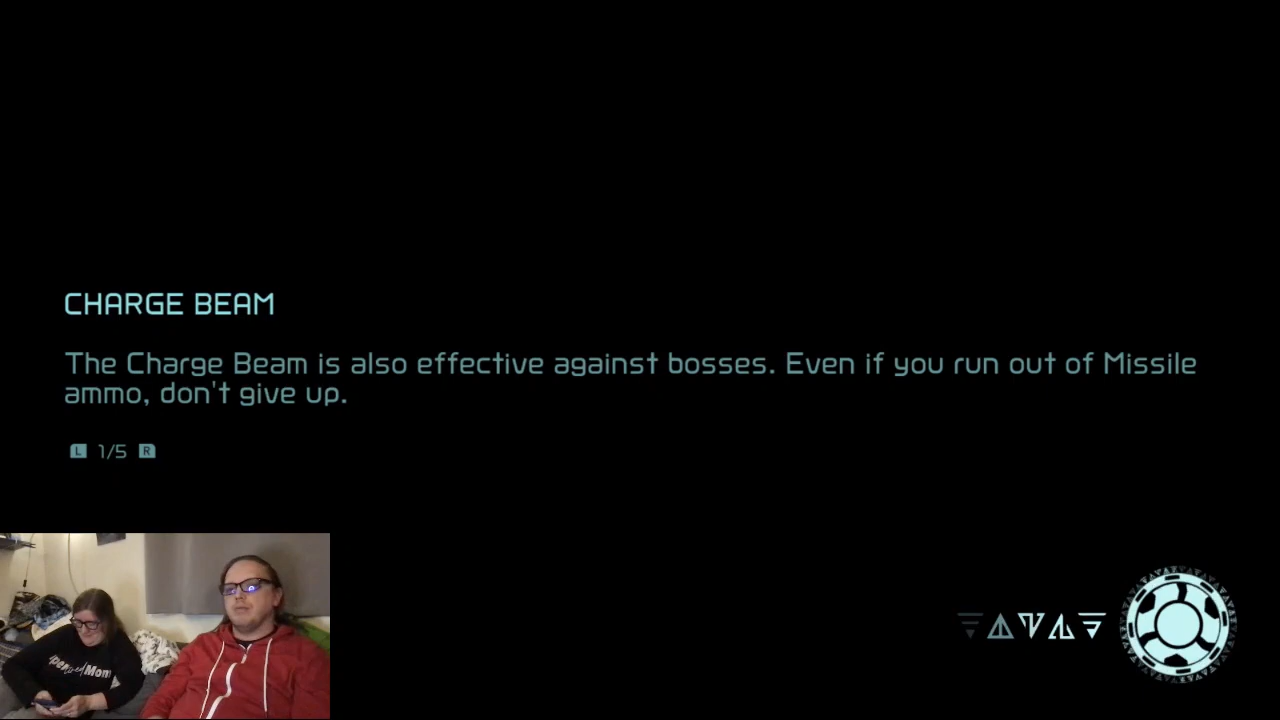 CHARGE BEAM
The Charge Beam is also effective against bosses. Even if you run out of Missile
ammo, don't give up.
L 1/5 R
Mom